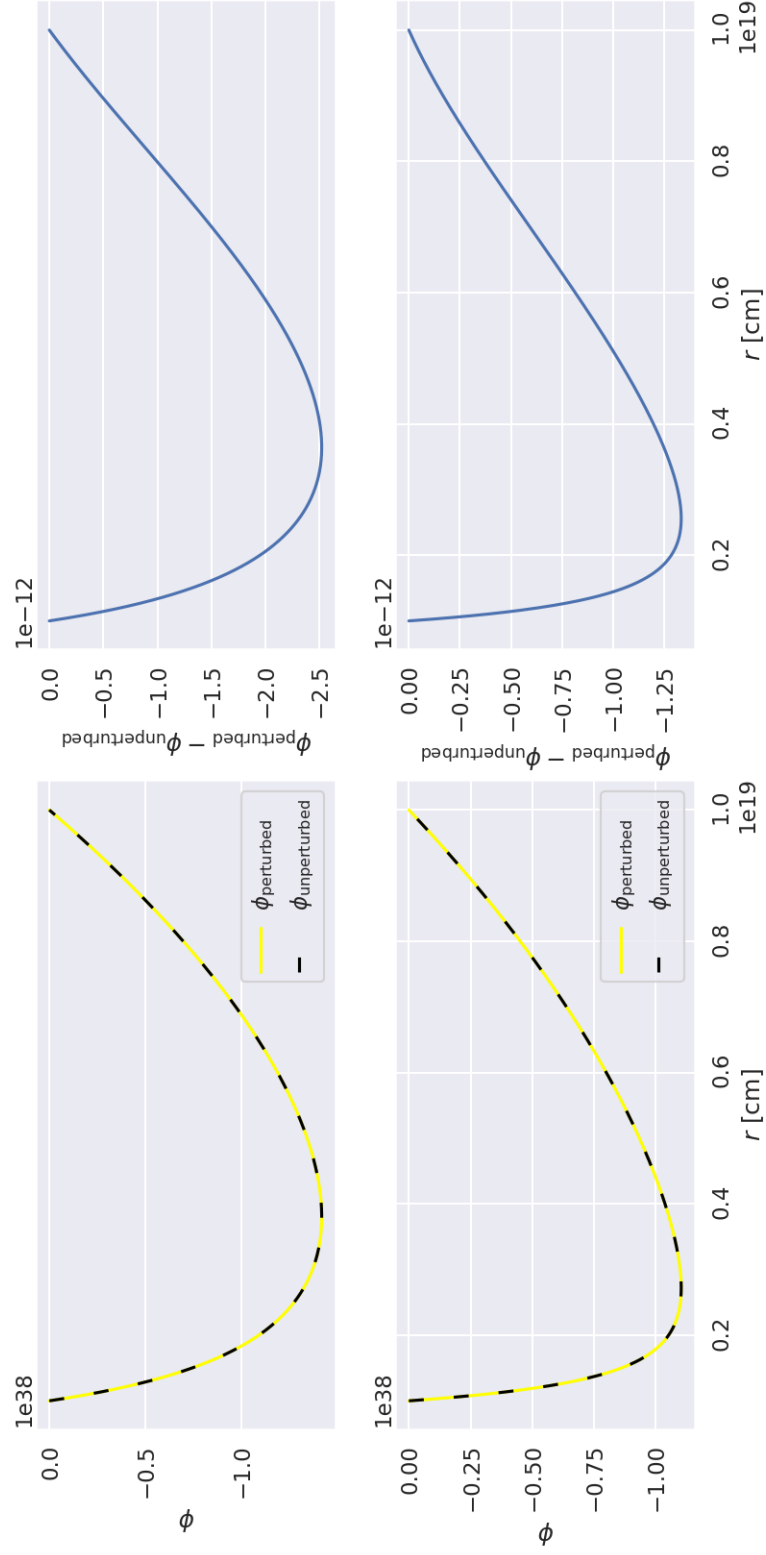 1e38
0.0
−0.5
−1.0
ϕ
ϕperturbed
ϕunperturbed
1e−12
0.0
−0.5
−1.0
−1.5
−2.0
−2.5
ϕperturbed − ϕunperturbed
1e38
0.00
−0.25
−0.50
−0.75
−1.00
ϕ
ϕperturbed
ϕunperturbed
0.2 0.4 0.6 0.8 1.0
1e19
r [cm]
1e−12
0.00
−0.25
−0.50
−0.75
−1.00
−1.25
ϕperturbed − ϕunperturbed
0.2 0.4 0.6 0.8 1.0
1e19
r [cm]